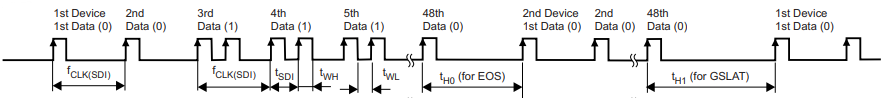 1st Device 2nd 3rd 4th 5th 48th 2nd Device 2nd 48th 1st Device
1st Data (0) Data (0) Data (1) Data (1) Data (1) Data (0) 1st Data (0) Data (0) Data (0) 1st Data (0)
fCLK(SDI) fCLK(SDI) tSDI tWH tWL tH0 (for EOS) tH1 (for GSLAT)